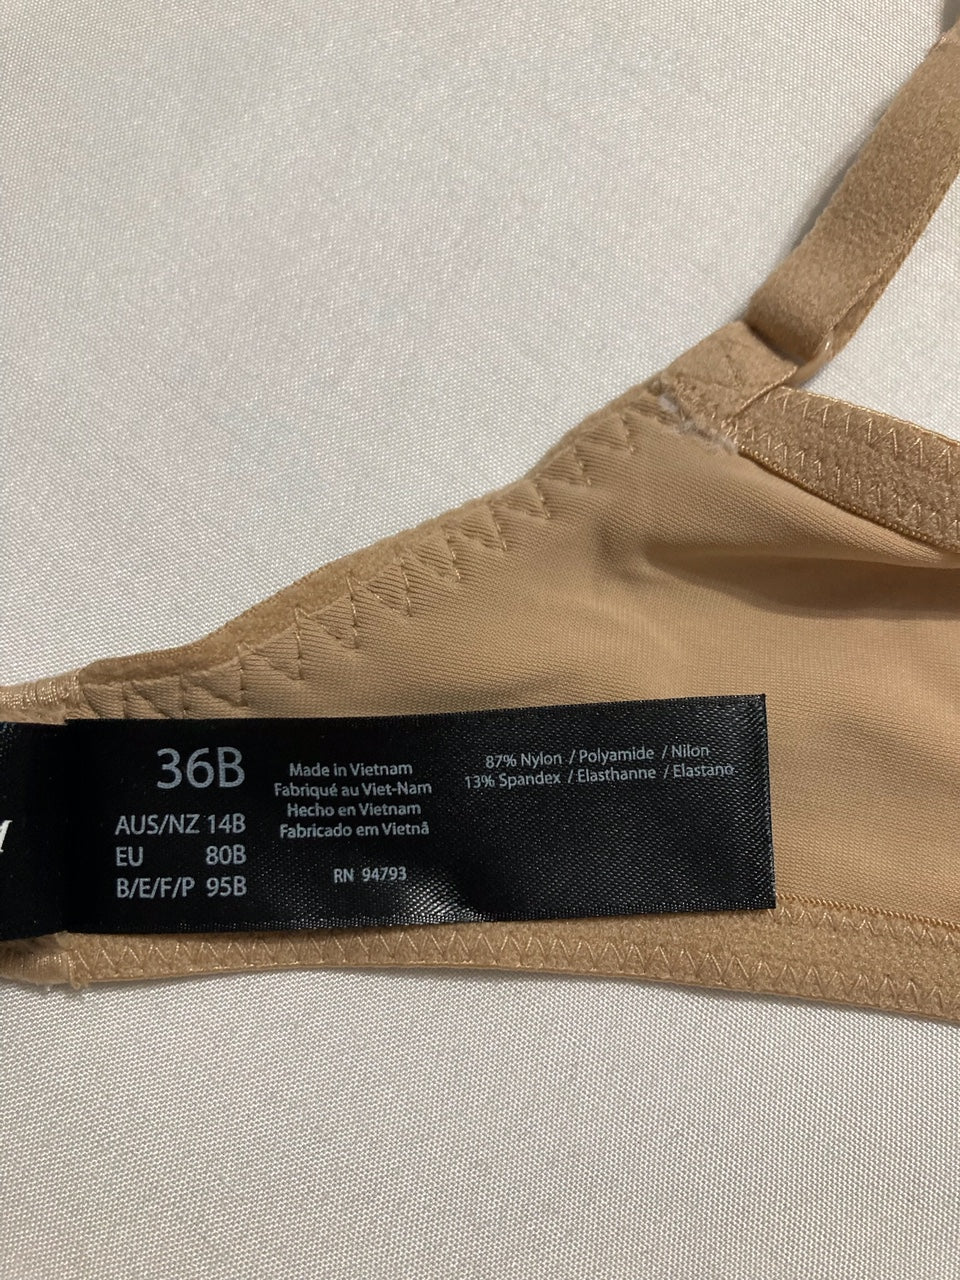 36B
AUS/NZ 14B
EU 80B
B/E/F/P 95B
Made in Vietnam
Fabriqué au Viet-Nam
Hecho en Vietnam
Fabricado em Vietnã
RN 94793
87% Nylon / Polyamide / Nilon
13% Spandex / Elasthanne / Elastano